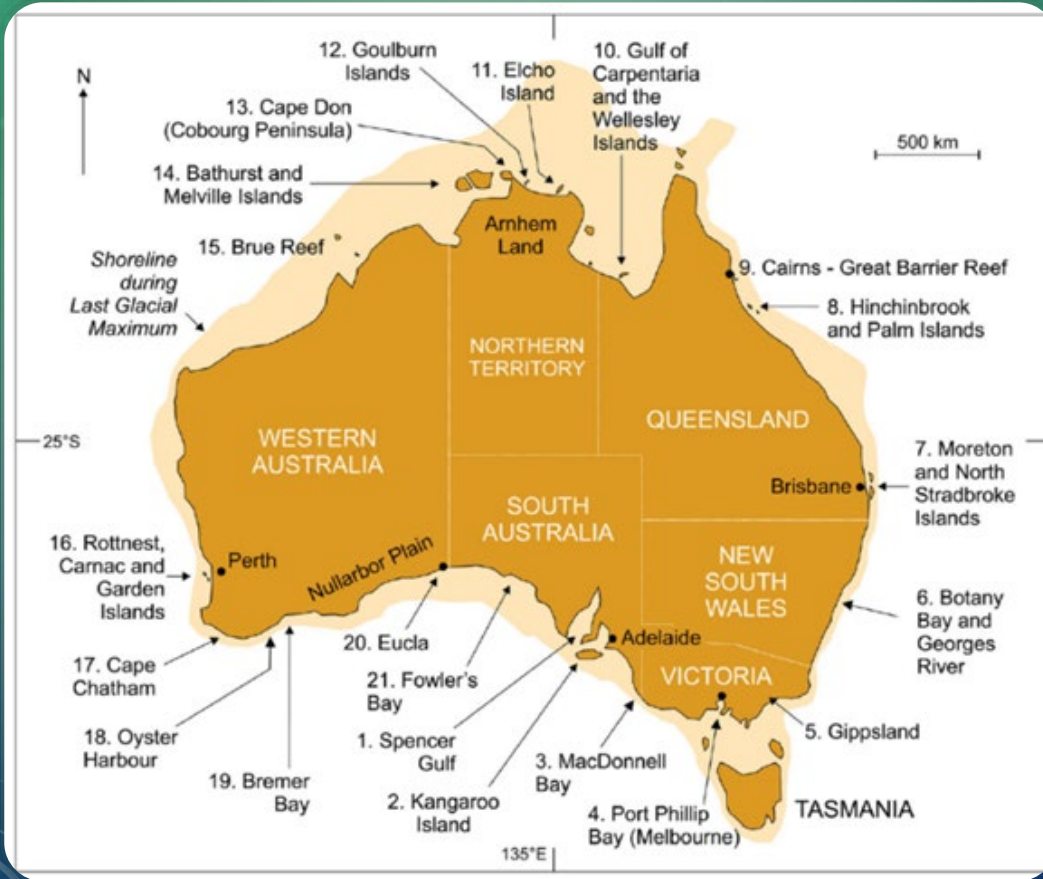 N
12. Goulburn
Islands
11. Elcho
Island
10. Gulf of
Carpentaria
and the
Wellesley
Islands
13. Cape Don
(Cobourg Peninsula)
500 km
14. Bathurst and
Melville Islands
Arnhem
Land
15. Brue Reef
Shoreline
during
Last Glacial
Maximum
9. Cairns - Great Barrier Reef
8. Hinchinbrook
and Palm Islands
NORTHERN
TERRITORY
QUEENSLAND
WESTERN
AUSTRALIA
25°S
7. Moreton
and North
Stradbroke
Islands
Brisbane
SOUTH
AUSTRALIA
16. Rottnest,
Carnac and
Garden
Islands
Perth
Nullarbor Plain
NEW
SOUTH
WALES
6. Botany
Bay and
Georges
River
20. Eucla
Adelaide
17. Cape
Chatham
21. Fowler's
Bay
VICTORIA
18. Oyster
Harbour
1. Spencer
Gulf
3. MacDonnell
Bay
5. Gippsland
19. Bremer
Bay
2. Kangaroo
Island
4. Port Phillip
Bay (Melbourne)
TASMANIA
135°E